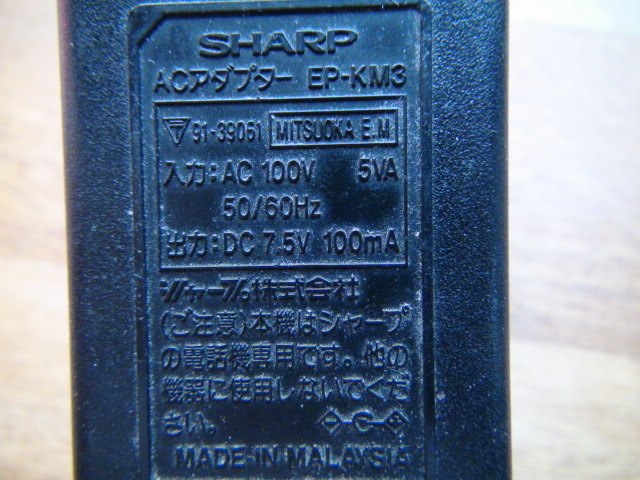 SHARP
ACアダプター EP-KM3
91-39061 MITSUOKA E.M
入力:AC 100V 5VA
50/60Hz
出力:DC 7.5V 100mA
シャープ株式会社
(ご注意)本機はシャープ
の電話機専用です。他の
機器に使用しないでくだ
さい。
MADE-IN MALAYSIA